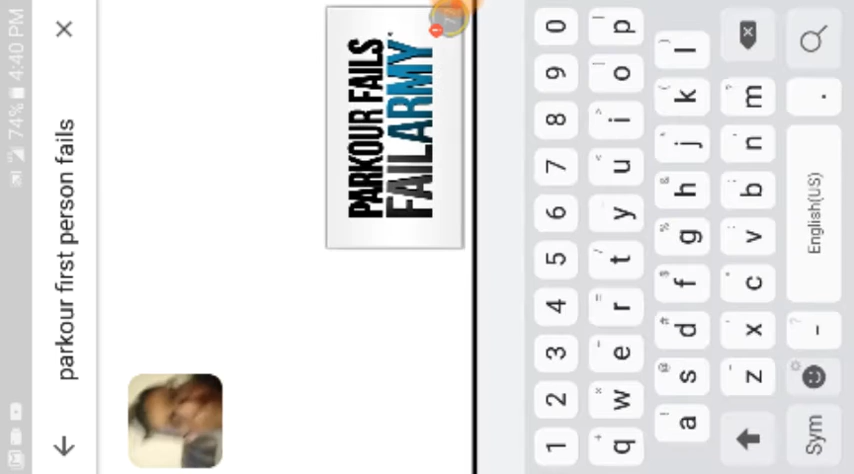 74% 4:40 PM
parkour first person fails
PARKOUR FAILS
FAILARMY
1 2 3 4 5 6 7 8 9 0
q w e r t y u i o p
a s d f g h j k l
z x c v b n m
Sym - English(US) .